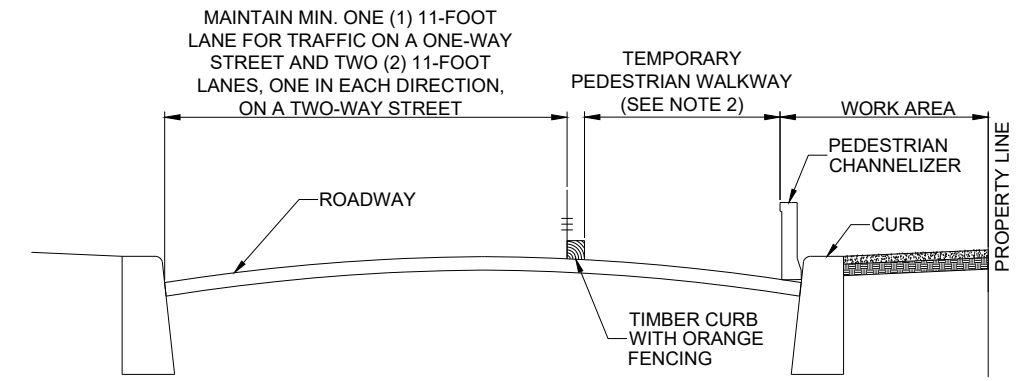 MAINTAIN MIN. ONE (1) 11-FOOT
LANE FOR TRAFFIC ON A ONE-WAY
STREET AND TWO (2) 11-FOOT
LANES, ONE IN EACH DIRECTION,
ON A TWO-WAY STREET
TEMPORARY
PEDESTRIAN WALKWAY
(SEE NOTE 2)
WORK AREA
PEDESTRIAN
CHANNELIZER
PROPERTY LINE
ROADWAY
CURB
TIMBER CURB
WITH ORANGE
FENCING